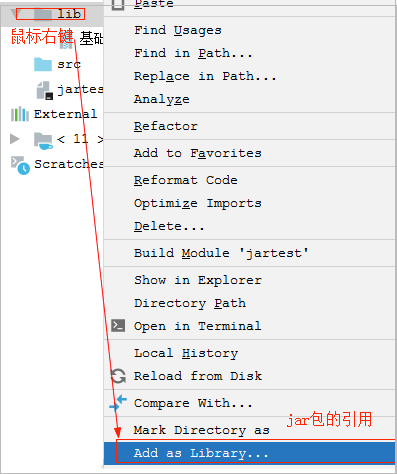 Paste
lib
鼠标右键
基础
src
jartes
External
< 11 >
Scratches
Find Usages
Find in Path...
Replace in Path...
Analyze
Refactor
Add to Favorites
Reformat Code
Optimize Imports
Delete...
Build Module 'jartest'
Show in Explorer
Directory Path
Open in Terminal
Local History
Reload from Disk
Compare With...
jar包的引用
Mark Directory as
Add as Library...